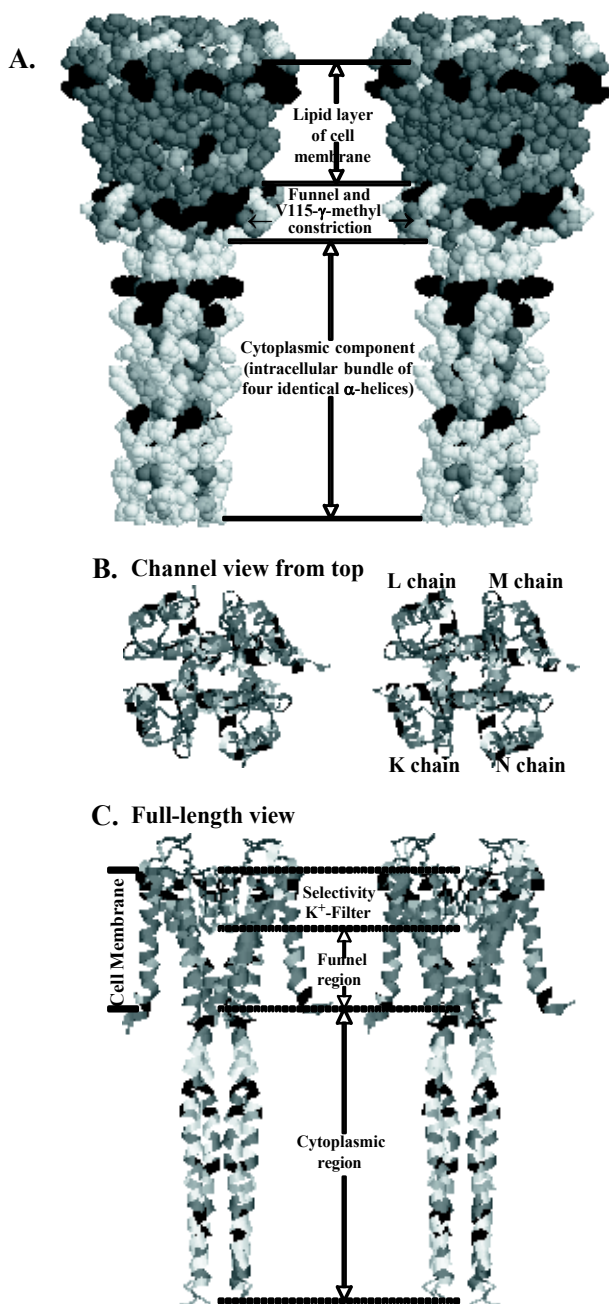 A.
Lipid layer
of cell
membrane
Funnel and
V115-γ-methyl
← constriction →
Cytoplasmic component
(intracellular bundle of
four identical α-helices)
B. Channel view from top
L chain M chain
K chain N chain
C. Full-length view
Cell Membrane
Selectivity
K⁺-Filter
Funnel
region
Cytoplasmic
region